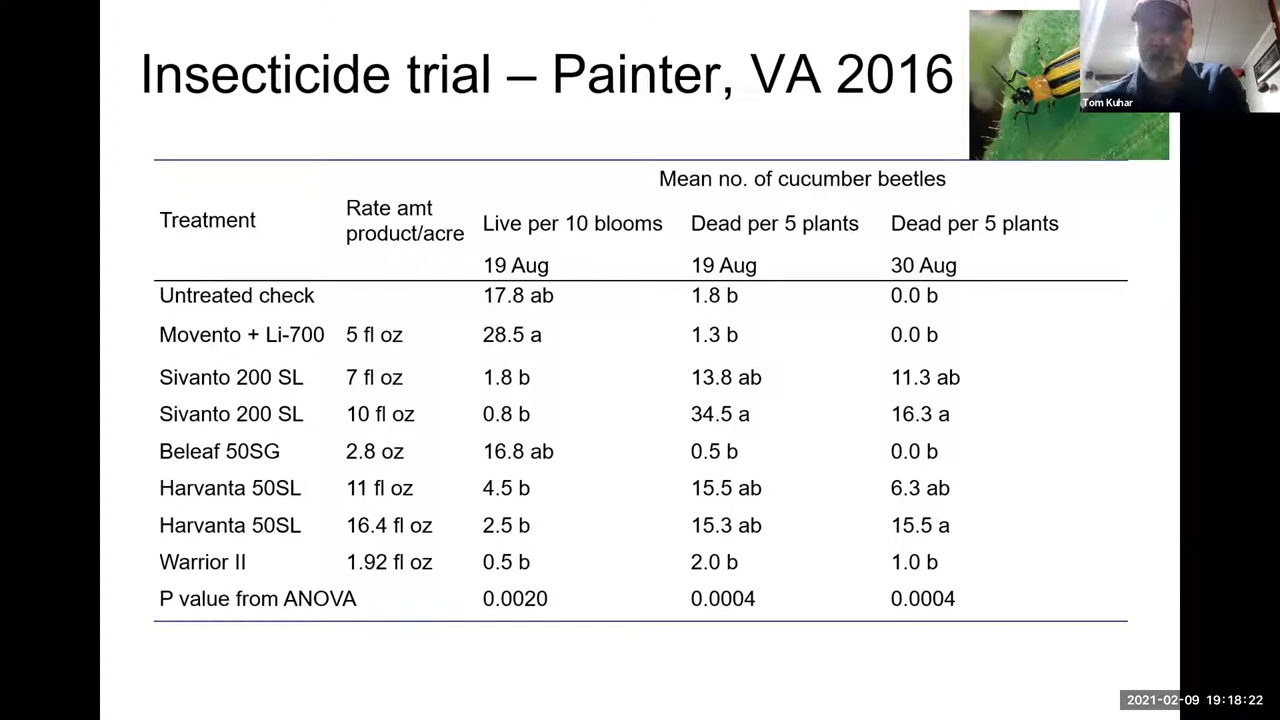 Insecticide trial – Painter, VA 2016
Tom Kuhar
Mean no. of cucumber beetles
Treatment Rate amt product/acre Live per 10 blooms Dead per 5 plants Dead per 5 plants
19 Aug 19 Aug 30 Aug
Untreated check 17.8 ab 1.8 b 0.0 b
Movento + Li-700 5 fl oz 28.5 a 1.3 b 0.0 b
Sivanto 200 SL 7 fl oz 1.8 b 13.8 ab 11.3 ab
Sivanto 200 SL 10 fl oz 0.8 b 34.5 a 16.3 a
Beleaf 50SG 2.8 oz 16.8 ab 0.5 b 0.0 b
Harvanta 50SL 11 fl oz 4.5 b 15.5 ab 6.3 ab
Harvanta 50SL 16.4 fl oz 2.5 b 15.3 ab 15.5 a
Warrior II 1.92 fl oz 0.5 b 2.0 b 1.0 b
P value from ANOVA 0.0020 0.0004 0.0004
2021-02-09 19:18:22